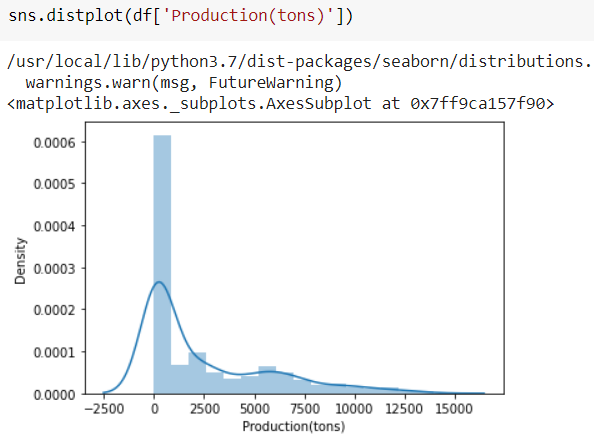 sns.distplot(df['Production(tons)'])
/usr/local/lib/python3.7/dist-packages/seaborn/distributions.
warnings.warn(msg, FutureWarning)
<matplotlib.axes._subplots.AxesSubplot at 0x7ff9ca157f90>
0.0006
0.0005
0.0004
0.0003
0.0002
0.0001
0.0000
Density
−2500 0 2500 5000 7500 10000 12500 15000
Production(tons)